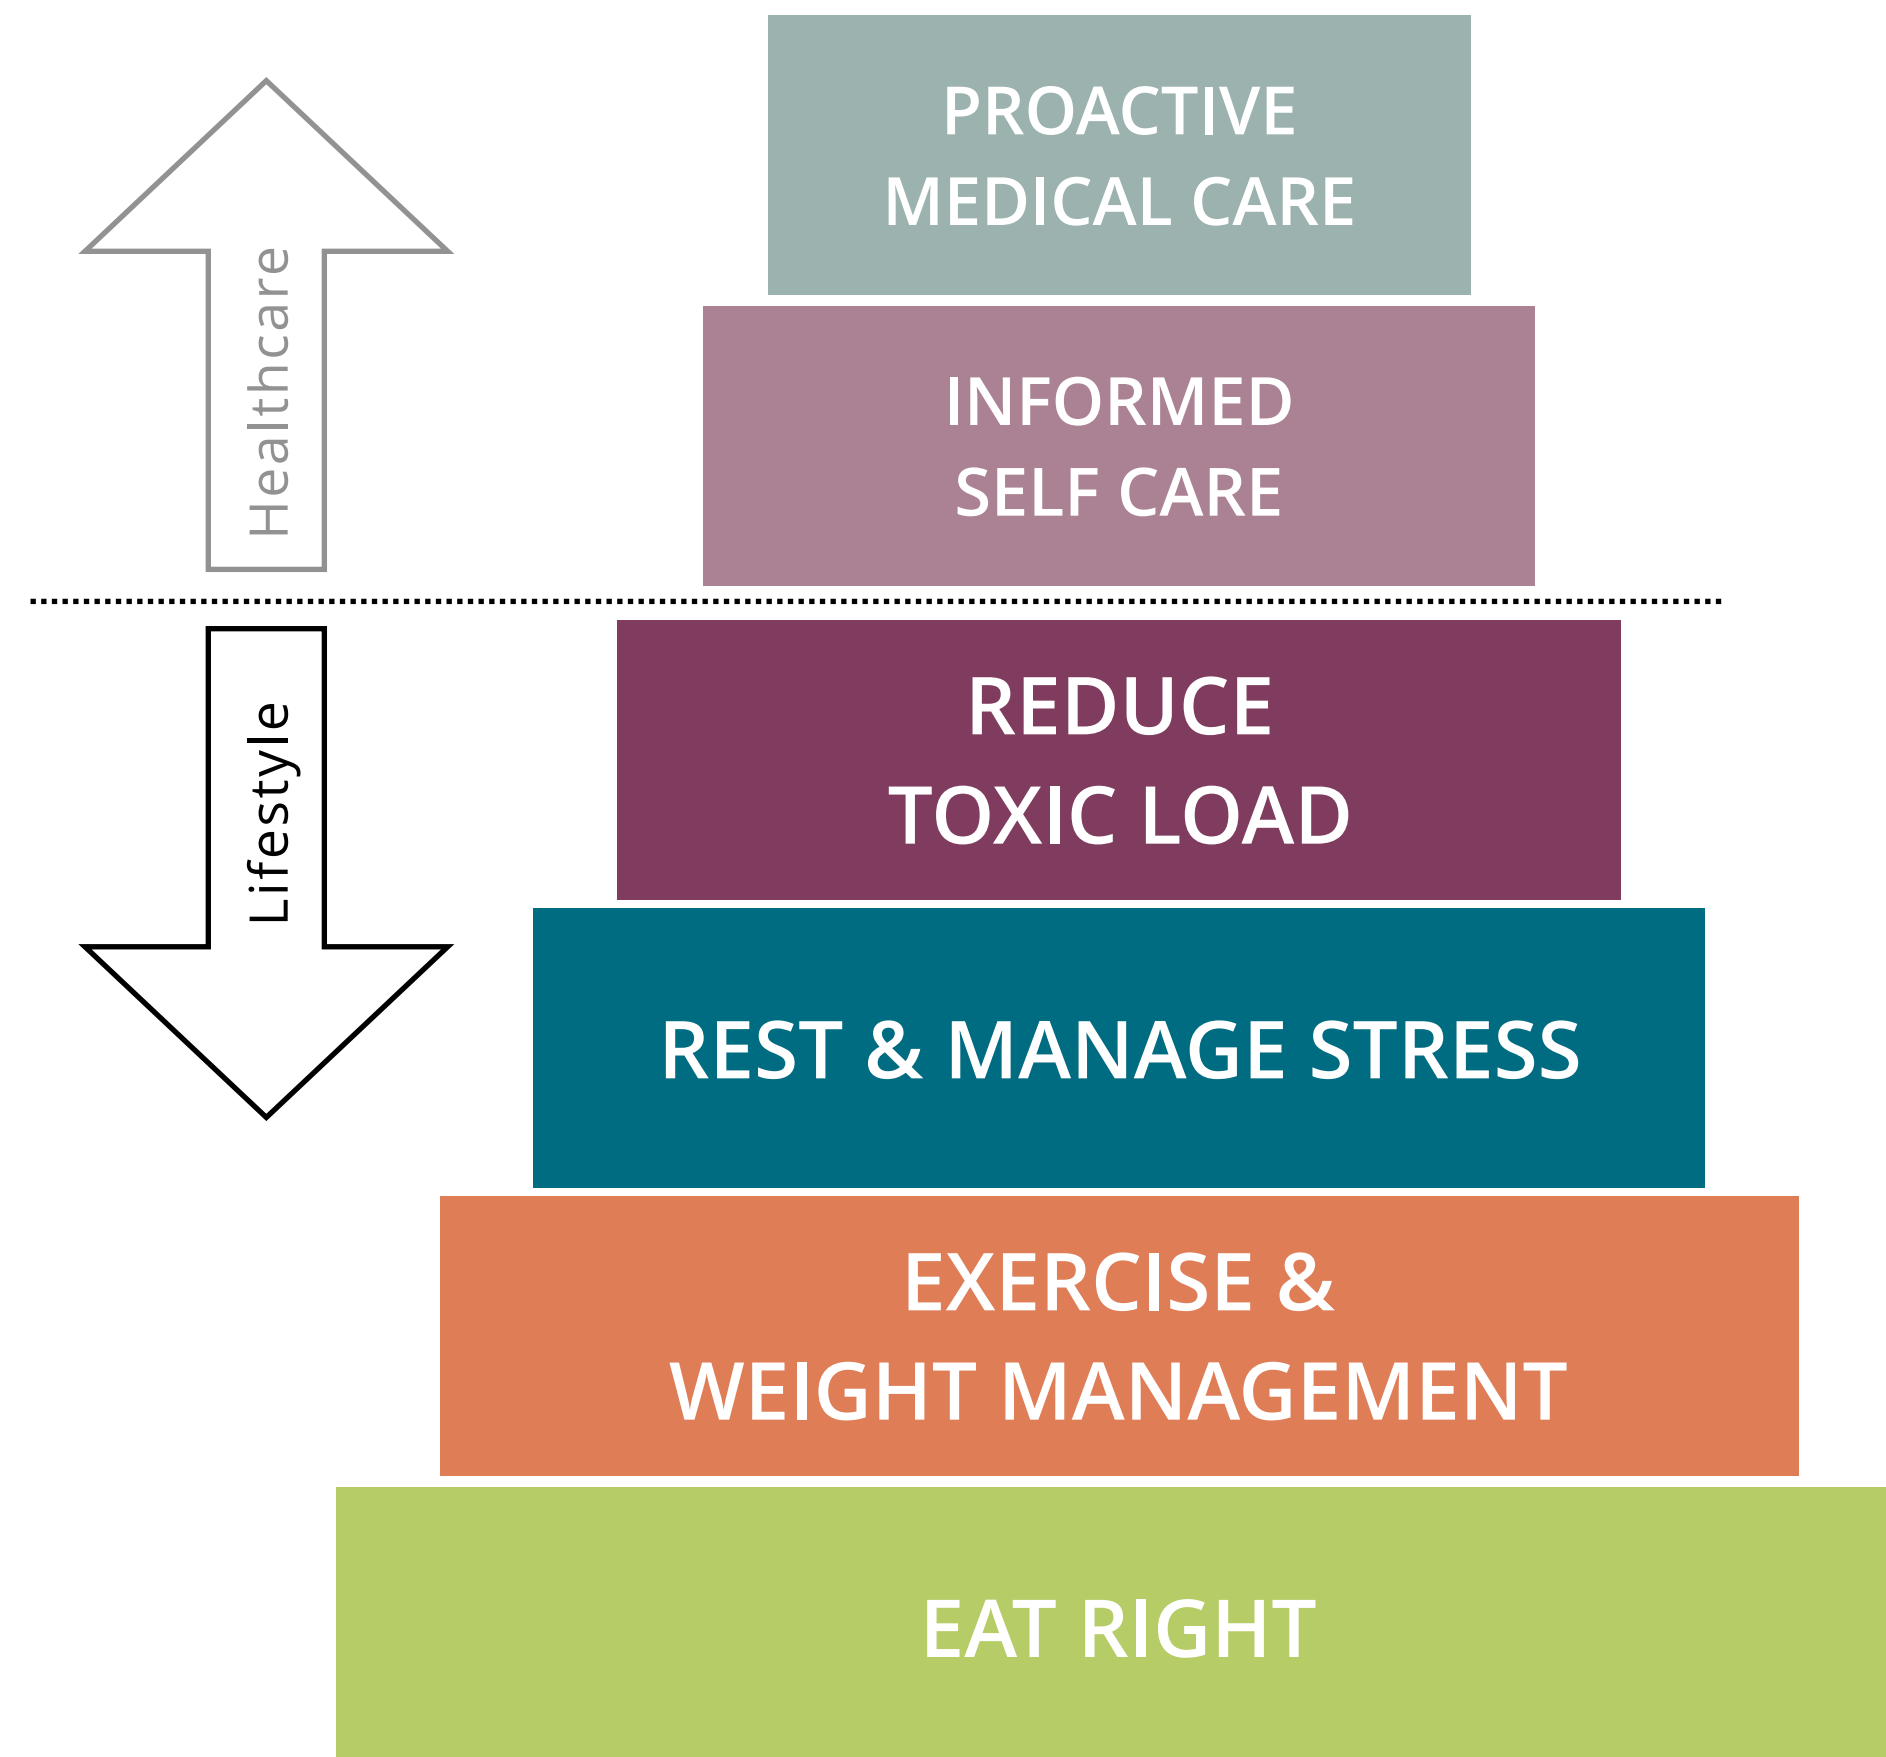 PROACTIVE
MEDICAL CARE
Healthcare
INFORMED
SELF CARE
REDUCE
TOXIC LOAD
Lifestyle
REST & MANAGE STRESS
EXERCISE &
WEIGHT MANAGEMENT
EAT RIGHT